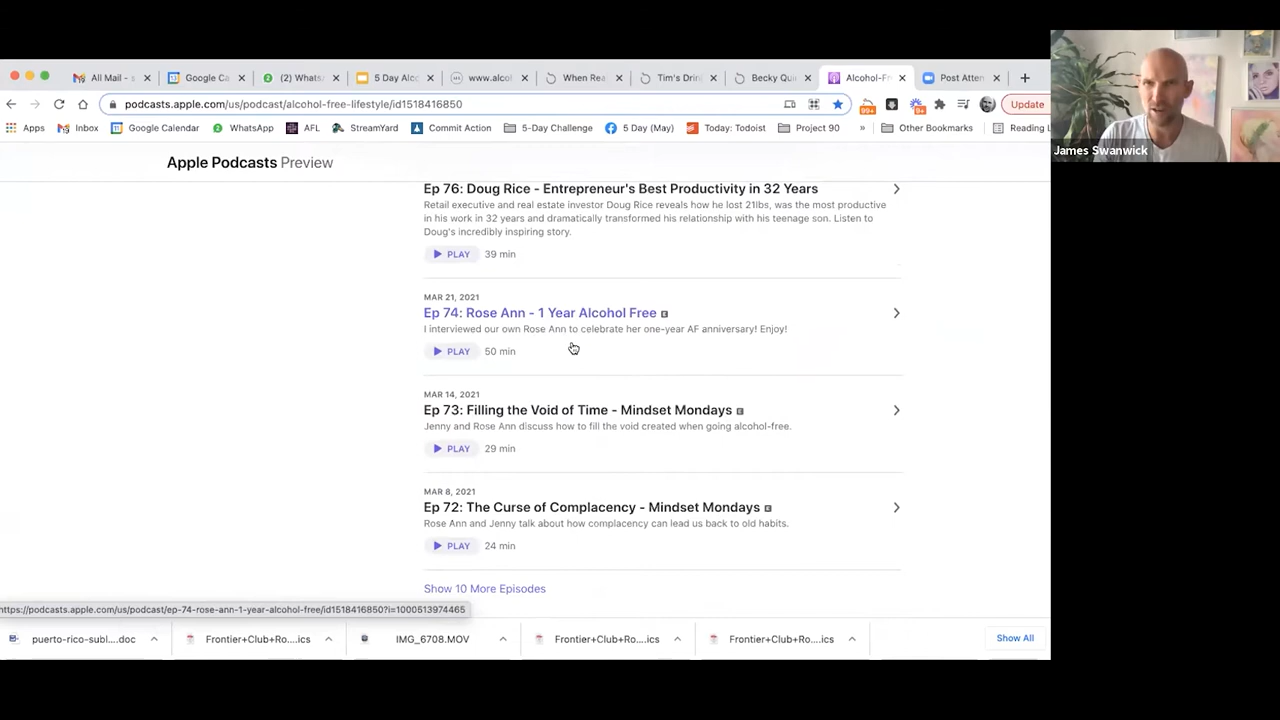 All Mail - s
Google Ca
(2) Whats
5 Day Alco
www.alcoh
When Rea
Tim's Drin
Becky Qui
Alcohol-Fr
Post Atten
podcasts.apple.com/us/podcast/alcohol-free-lifestyle/id1518416850
99+
9+
Update
Apps
Inbox
Google Calendar
WhatsApp
AFL
StreamYard
Commit Action
5-Day Challenge
5 Day (May)
Today: Todoist
Project 90
»
Other Bookmarks
Reading L
James Swanwick
Apple Podcasts Preview
Ep 76: Doug Rice - Entrepreneur's Best Productivity in 32 Years
Retail executive and real estate investor Doug Rice reveals how he lost 21lbs, was the most productive
in his work in 32 years and dramatically transformed his relationship with his teenage son. Listen to
Doug's incredibly inspiring story.
PLAY 39 min
MAR 21, 2021
Ep 74: Rose Ann - 1 Year Alcohol Free E
I interviewed our own Rose Ann to celebrate her one-year AF anniversary! Enjoy!
PLAY 50 min
MAR 14, 2021
Ep 73: Filling the Void of Time - Mindset Mondays E
Jenny and Rose Ann discuss how to fill the void created when going alcohol-free.
PLAY 29 min
MAR 8, 2021
Ep 72: The Curse of Complacency - Mindset Mondays E
Rose Ann and Jenny talk about how complacency can lead us back to old habits.
PLAY 24 min
Show 10 More Episodes
https://podcasts.apple.com/us/podcast/ep-74-rose-ann-1-year-alcohol-free/id1518416850?i=1000513974465
puerto-rico-subl....doc
Frontier+Club+Ro....ics
IMG_6708.MOV
Frontier+Club+Ro....ics
Frontier+Club+Ro....ics
Show All